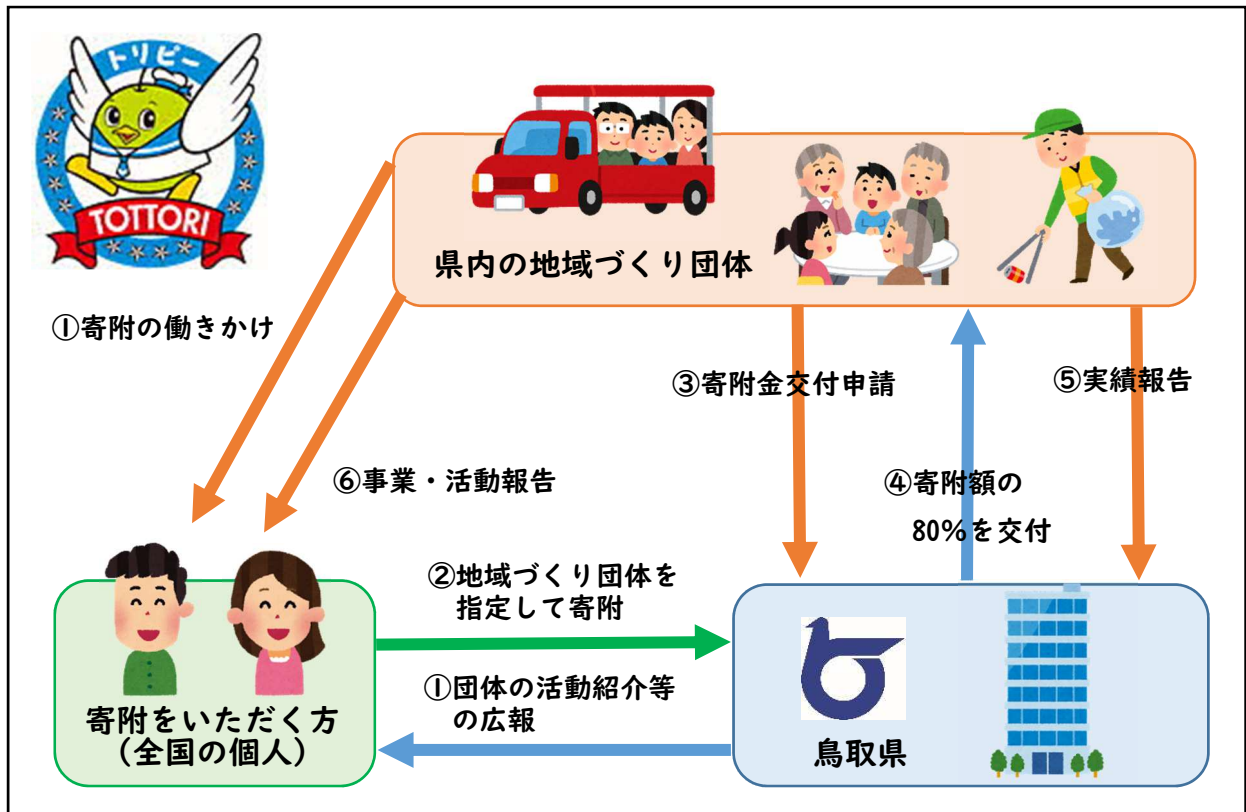 トリピー
TOTTORI
県内の地域づくり団体
①寄附の働きかけ
③寄附金交付申請
⑤実績報告
⑥事業・活動報告
④寄附額の
80%を交付
②地域づくり団体を
指定して寄附
①団体の活動紹介等
の広報
寄附をいただく方
（全国の個人）
鳥取県